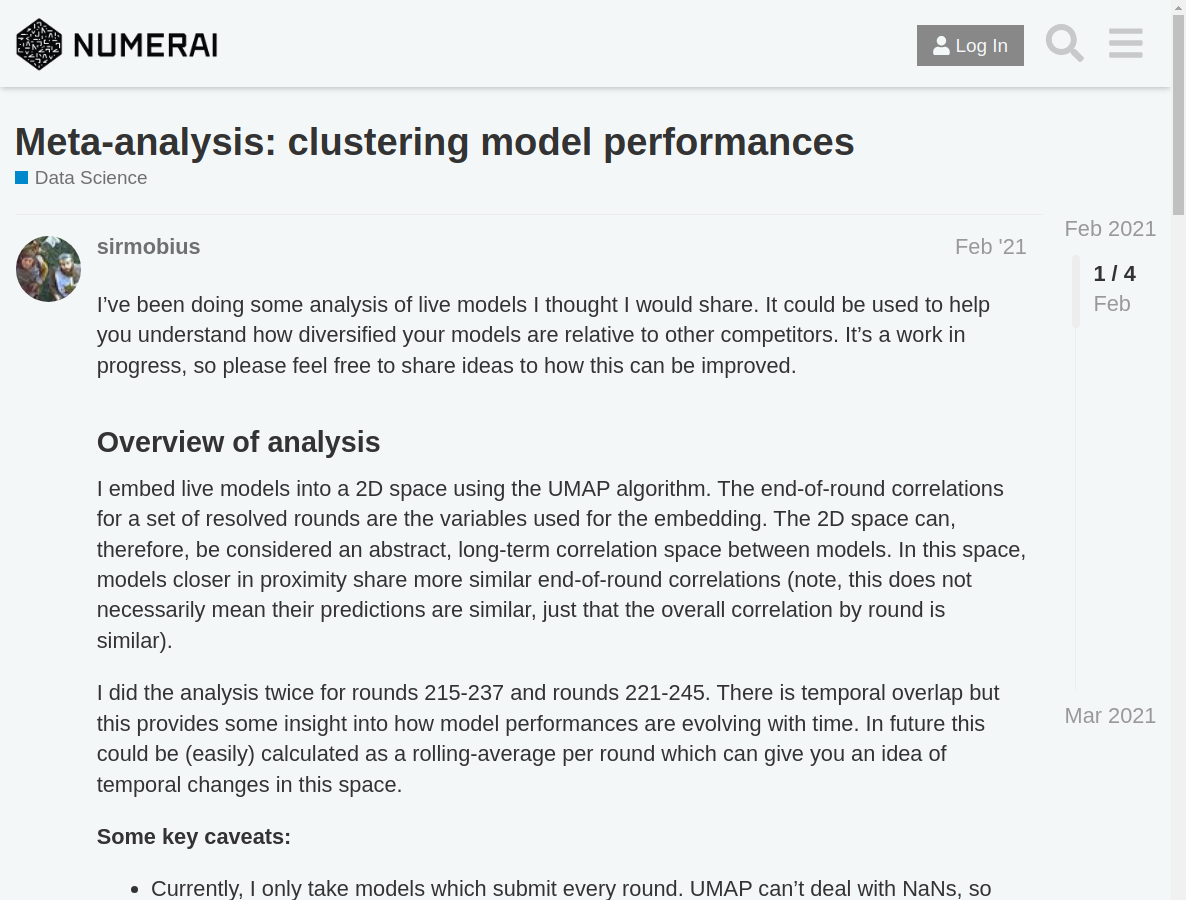 NUMERAI
Log In
Meta-analysis: clustering model performances
Data Science
sirmobius
Feb '21
I’ve been doing some analysis of live models I thought I would share. It could be used to help
you understand how diversified your models are relative to other competitors. It’s a work in
progress, so please feel free to share ideas to how this can be improved.
Overview of analysis
I embed live models into a 2D space using the UMAP algorithm. The end-of-round correlations
for a set of resolved rounds are the variables used for the embedding. The 2D space can,
therefore, be considered an abstract, long-term correlation space between models. In this space,
models closer in proximity share more similar end-of-round correlations (note, this does not
necessarily mean their predictions are similar, just that the overall correlation by round is
similar).
I did the analysis twice for rounds 215-237 and rounds 221-245. There is temporal overlap but
this provides some insight into how model performances are evolving with time. In future this
could be (easily) calculated as a rolling-average per round which can give you an idea of
temporal changes in this space.
Some key caveats:
Currently, I only take models which submit every round. UMAP can’t deal with NaNs, so
Feb 2021
1 / 4
Feb
Mar 2021